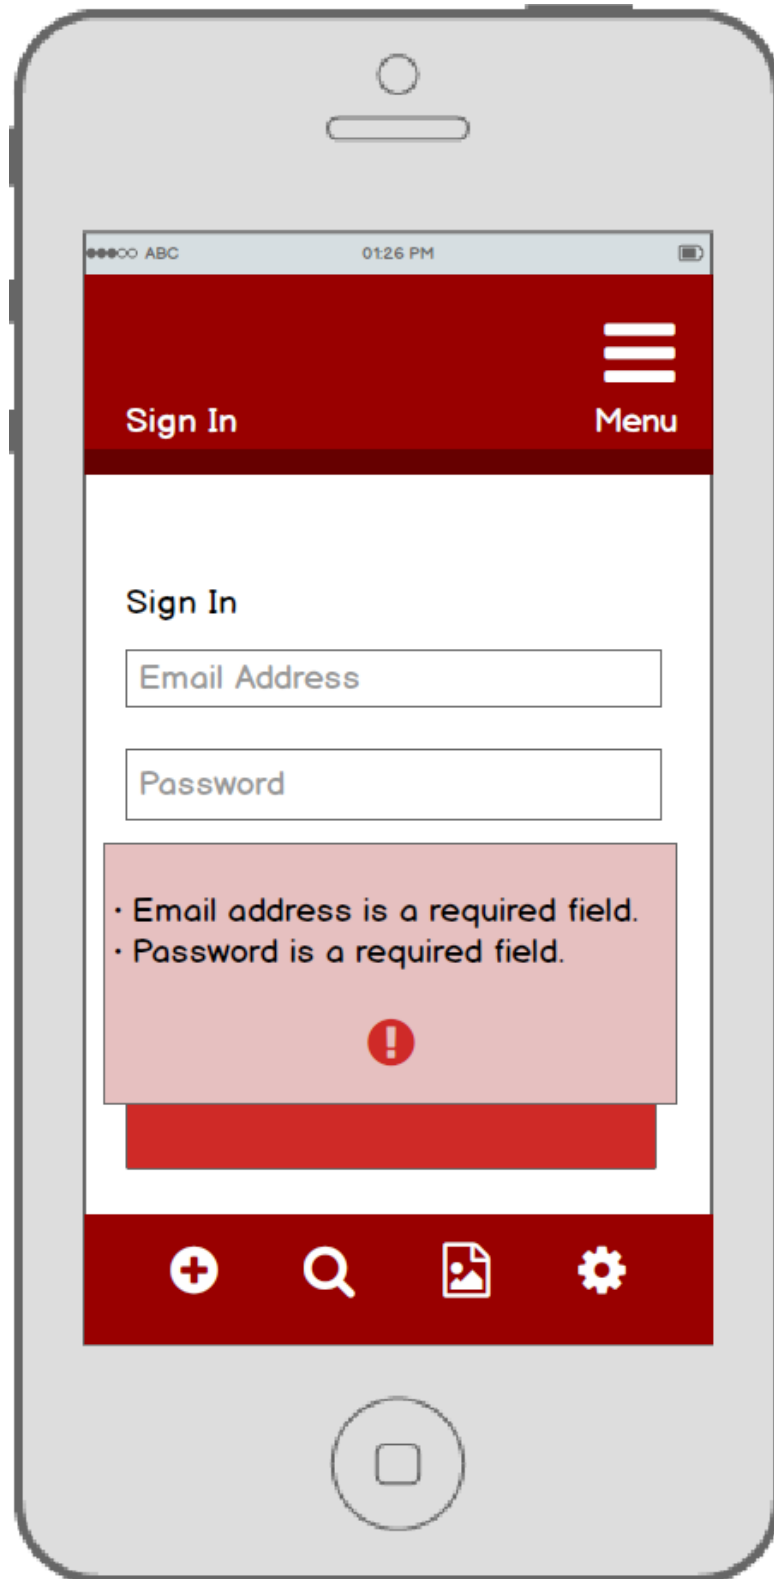 ABC 01:26 PM
Sign In Menu
Sign In
Email Address
Password
· Email address is a required field.
· Password is a required field.